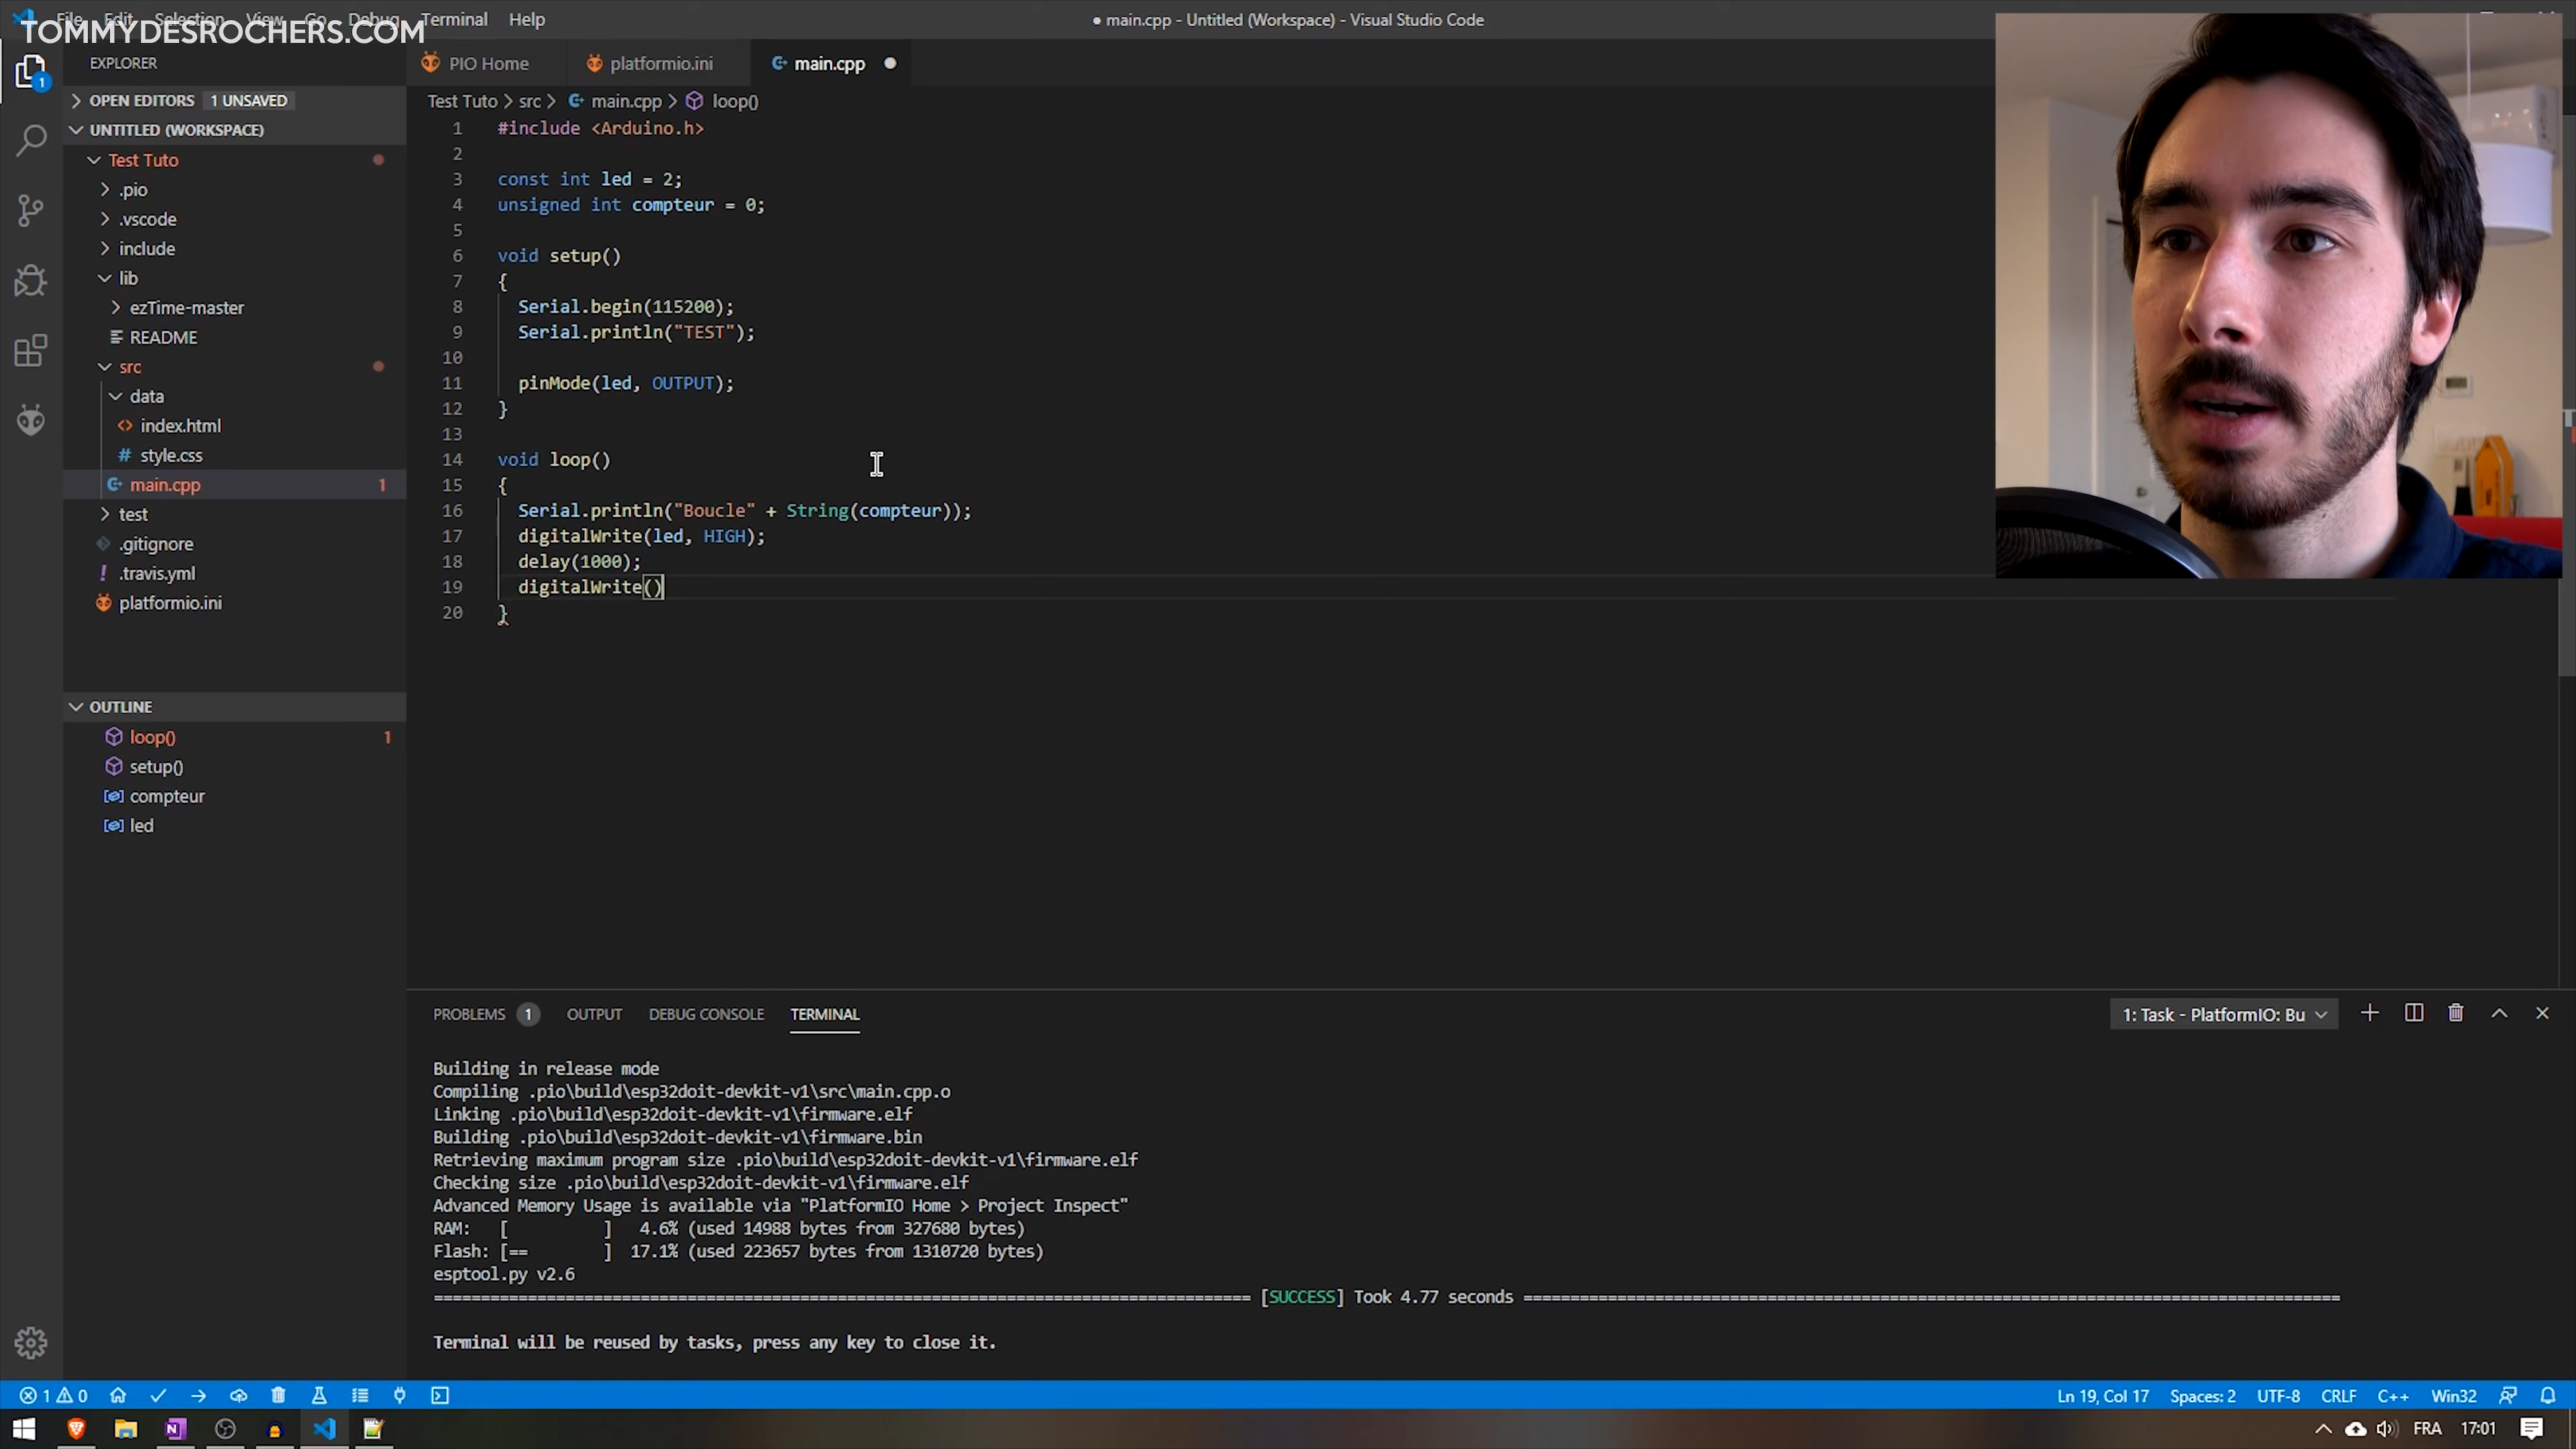 File Edit Selection View Go Debug Terminal Help
● main.cpp - Untitled (Workspace) - Visual Studio Code
TOMMYDESROCHERS.COM
EXPLORER
1
OPEN EDITORS 1 UNSAVED
UNTITLED (WORKSPACE)
Test Tuto
.pio
.vscode
include
lib
ezTime-master
README
src
data
index.html
style.css
main.cpp 1
test
.gitignore
.travis.yml
platformio.ini
OUTLINE
loop() 1
setup()
compteur
led
PIO Home platformio.ini main.cpp
Test Tuto > src > main.cpp > loop()
1 #include <Arduino.h>
2
3 const int led = 2;
4 unsigned int compteur = 0;
5
6 void setup()
7 {
8 Serial.begin(115200);
9 Serial.println("TEST");
10
11 pinMode(led, OUTPUT);
12 }
13
14 void loop()
15 {
16 Serial.println("Boucle" + String(compteur));
17 digitalWrite(led, HIGH);
18 delay(1000);
19 digitalWrite()
20 }
PROBLEMS 1 OUTPUT DEBUG CONSOLE TERMINAL
1: Task - PlatformIO: Bu
Building in release mode
Compiling .pio\build\esp32doit-devkit-v1\src\main.cpp.o
Linking .pio\build\esp32doit-devkit-v1\firmware.elf
Building .pio\build\esp32doit-devkit-v1\firmware.bin
Retrieving maximum program size .pio\build\esp32doit-devkit-v1\firmware.elf
Checking size .pio\build\esp32doit-devkit-v1\firmware.elf
Advanced Memory Usage is available via "PlatformIO Home > Project Inspect"
RAM: [ ] 4.6% (used 14988 bytes from 327680 bytes)
Flash: [== ] 17.1% (used 223657 bytes from 1310720 bytes)
esptool.py v2.6
============================== [SUCCESS] Took 4.77 seconds ==============================
Terminal will be reused by tasks, press any key to close it.
1 0
Ln 19, Col 17 Spaces: 2 UTF-8 CRLF C++ Win32
FRA 17:01